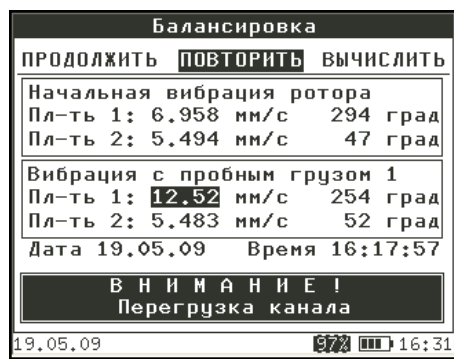 Балансировка
ПРОДОЛЖИТЬ ПОВТОРИТЬ ВЫЧИСЛИТЬ
Начальная вибрация ротора
Пл-ть 1: 6.958 мм/с 294 град
Пл-ть 2: 5.494 мм/с 47 град
Вибрация с пробным грузом 1
Пл-ть 1: 12.52 мм/с 254 град
Пл-ть 2: 5.483 мм/с 52 град
Дата 19.05.09 Время 16:17:57
В Н И М А Н И Е !
Перегрузка канала
19.05.09 97% 16:31